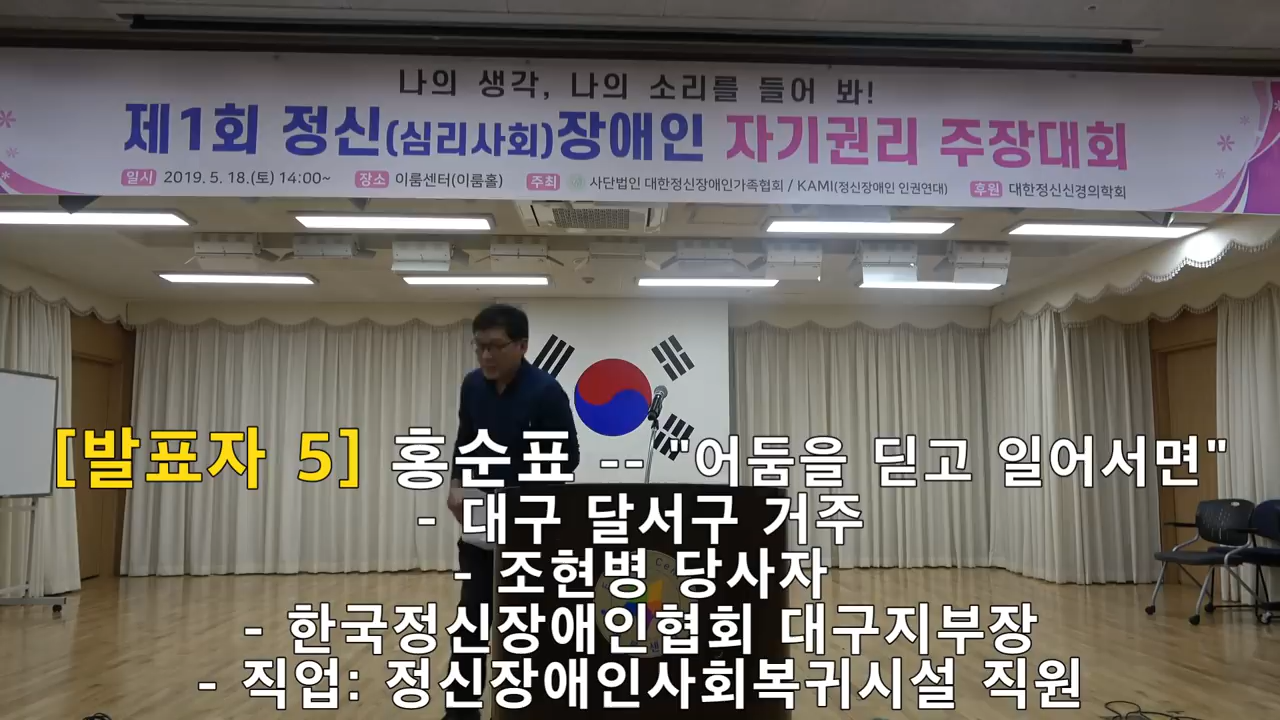 나의 생각, 나의 소리를 들어 봐!
제1회 정신(심리사회)장애인 자기권리 주장대회
일시 2019. 5. 18.(토) 14:00~ 장소 이룸센터(이룸홀) 주최 사단법인 대한정신장애인가족협회 / KAMI(정신장애인 인권연대) 후원 대한정신신경의학회
[발표자 5] 홍순표 -- "어둠을 딛고 일어서면"
- 대구 달서구 거주
- 조현병 당사자
- 한국정신장애인협회 대구지부장
- 직업: 정신장애인사회복귀시설 직원